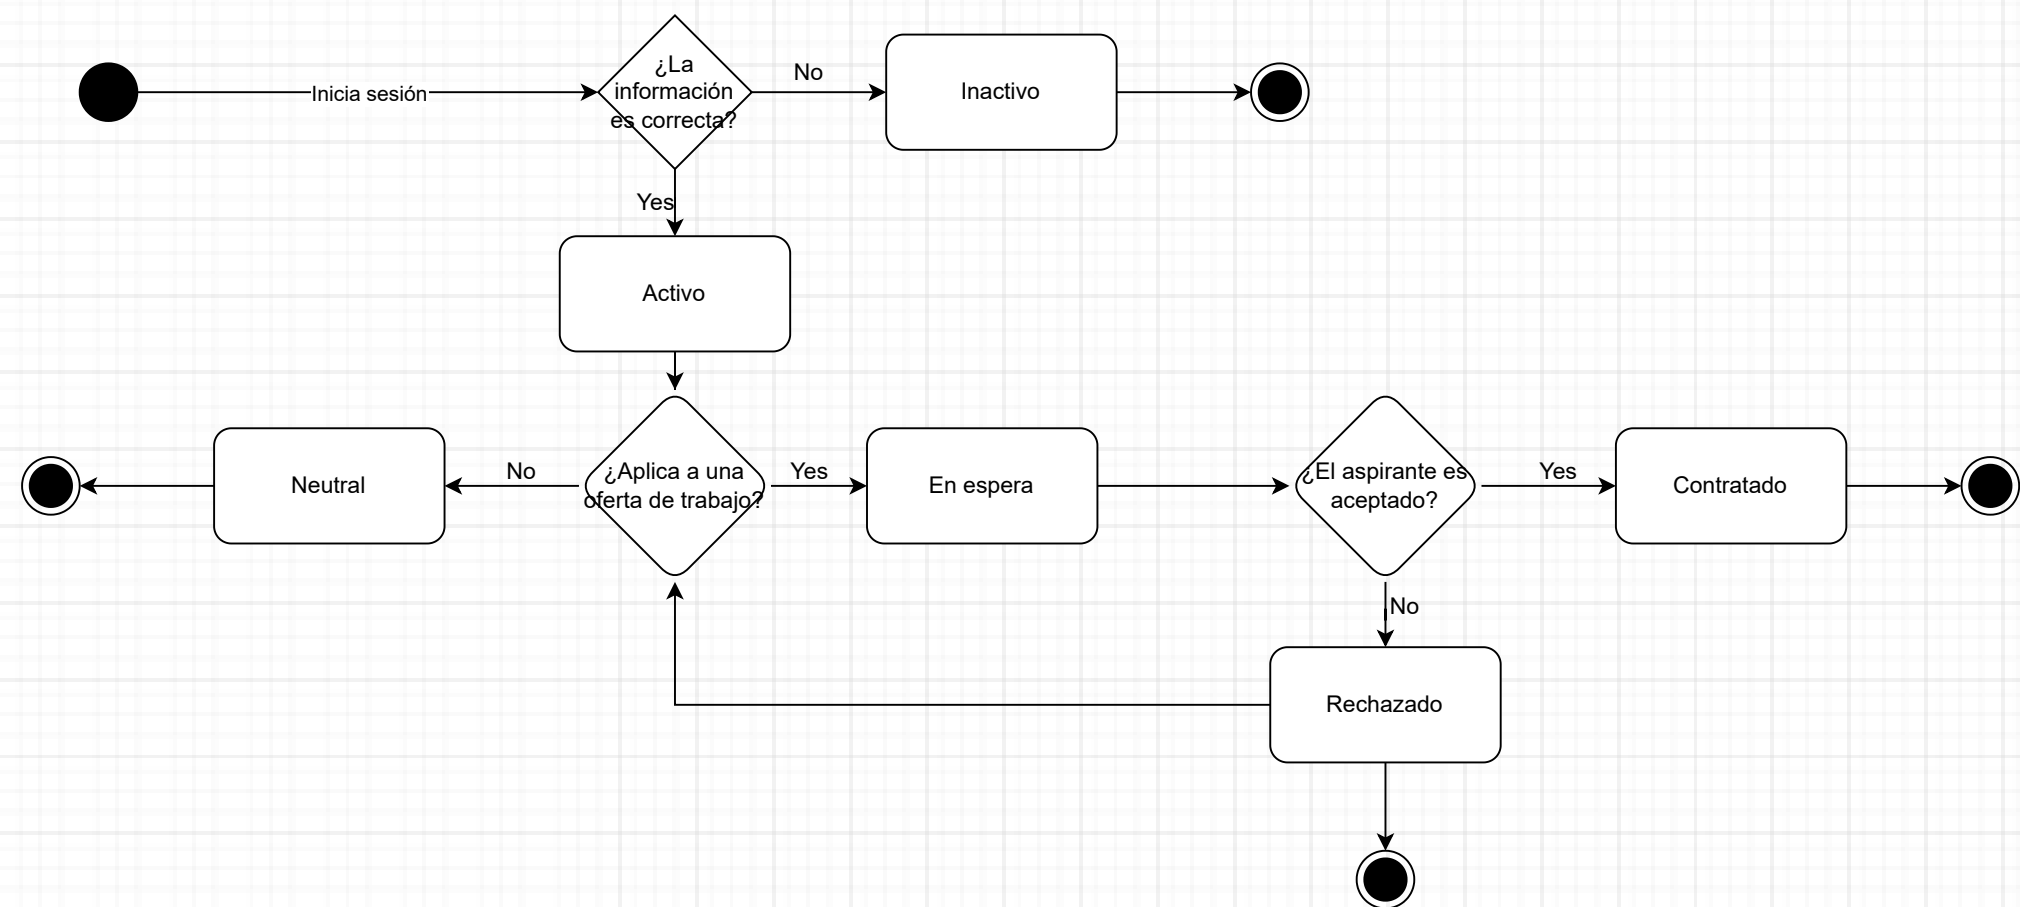 ¿La
información
es correcta?
No
Inactivo
Inicia sesión
Yes
Activo
Neutral
No
¿Aplica a una
oferta de trabajo?
Yes
En espera
¿El aspirante es
aceptado?
Yes
Contratado
No
Rechazado